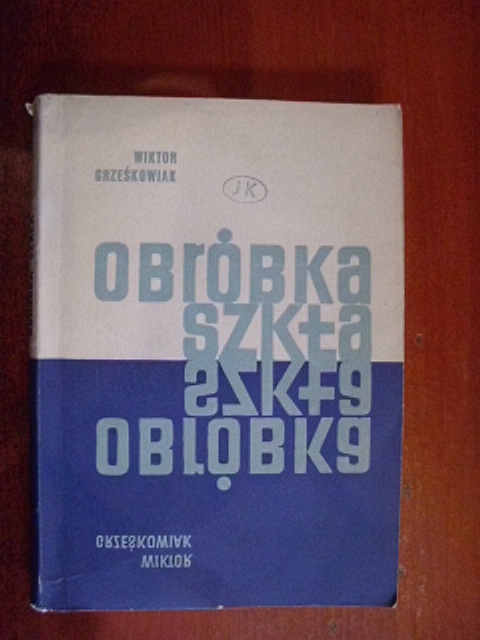 WIKTOR
GRZEŚKOWIAK
JK
OBRÓBKA
SZKŁA
SZKŁA
OBRÓBKA
GRZEŚKOWIAK
WIKTOR